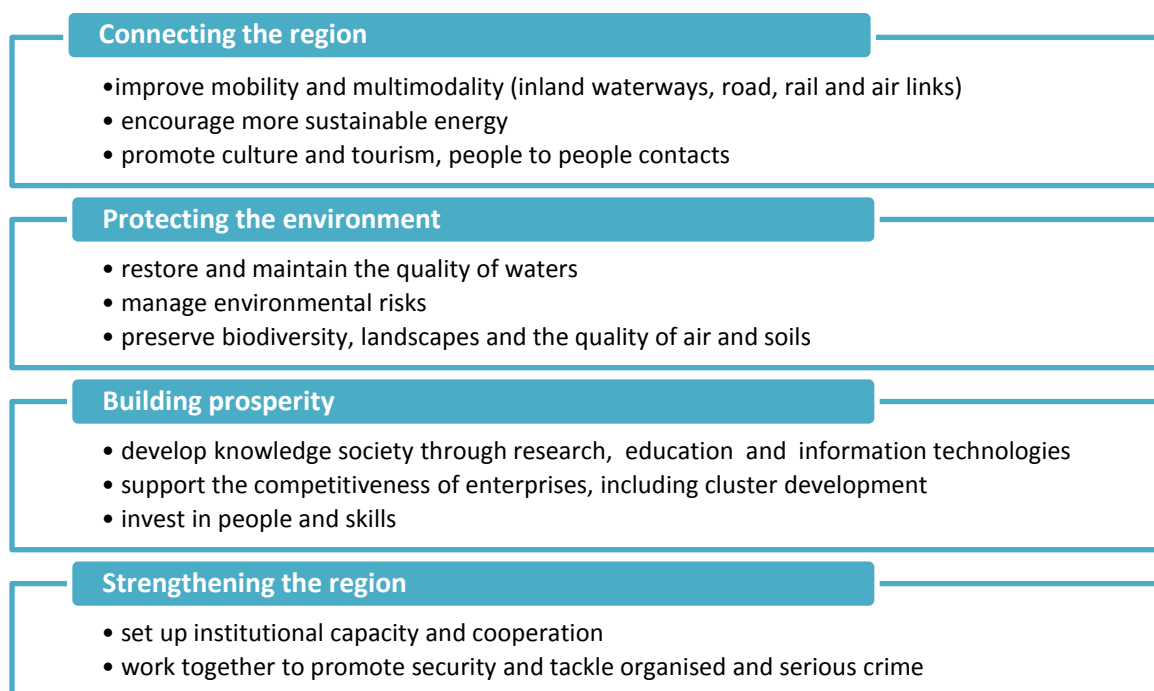 Connecting the region
•improve mobility and multimodality (inland waterways, road, rail and air links)
• encourage more sustainable energy
• promote culture and tourism, people to people contacts
Protecting the environment
• restore and maintain the quality of waters
• manage environmental risks
• preserve biodiversity, landscapes and the quality of air and soils
Building prosperity
• develop knowledge society through research, education and information technologies
• support the competitiveness of enterprises, including cluster development
• invest in people and skills
Strengthening the region
• set up institutional capacity and cooperation
• work together to promote security and tackle organised and serious crime